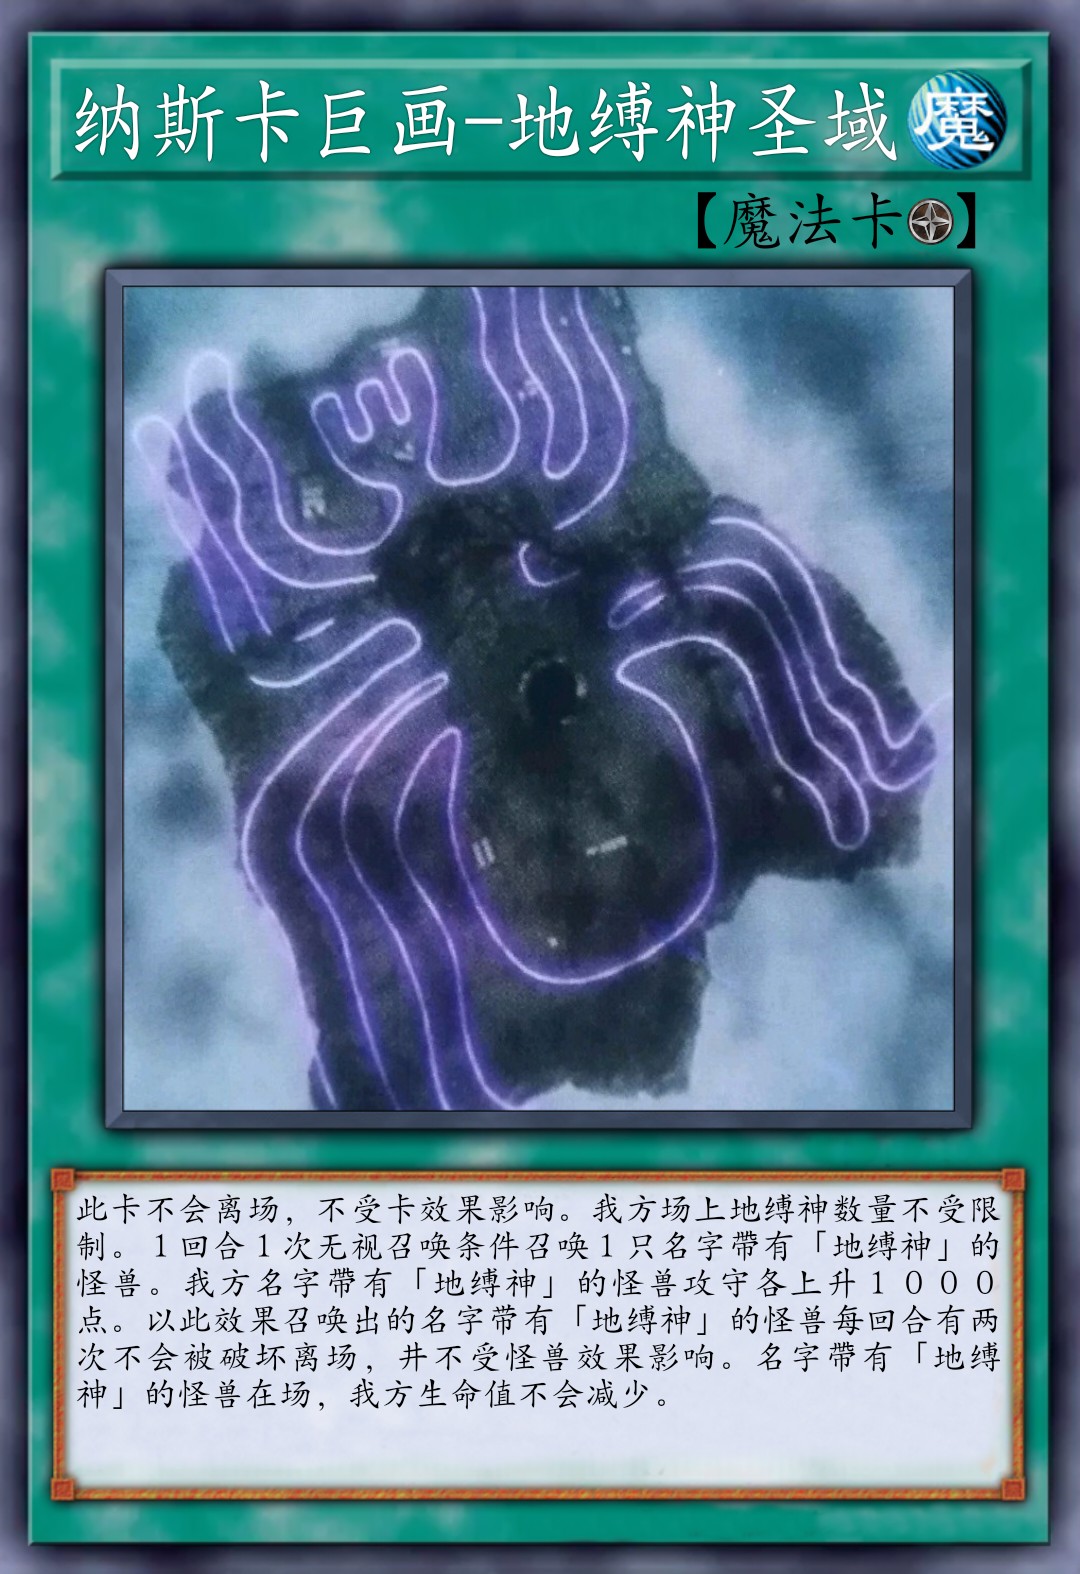 纳斯卡巨画-地缚神圣域 魔
【魔法卡】
此卡不会离场，不受卡效果影响。我方场上地缚神数量不受限
制。１回合１次无视召唤条件召唤１只名字帶有「地缚神」的
怪兽。我方名字帶有「地缚神」的怪兽攻守各上升１０００
点。以此效果召唤出的名字帶有「地缚神」的怪兽每回合有两
次不会被破坏离场，井不受怪兽效果影响。名字帶有「地缚
神」的怪兽在场，我方生命值不会减少。